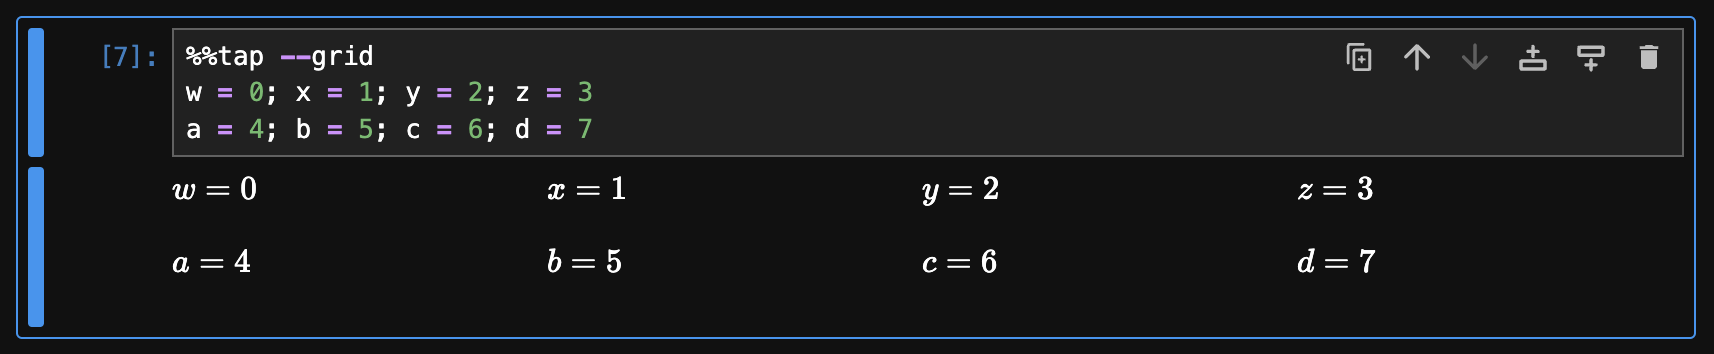 [7]: %%tap --grid
w = 0; x = 1; y = 2; z = 3
a = 4; b = 5; c = 6; d = 7
w = 0 x = 1 y = 2 z = 3
a = 4 b = 5 c = 6 d = 7